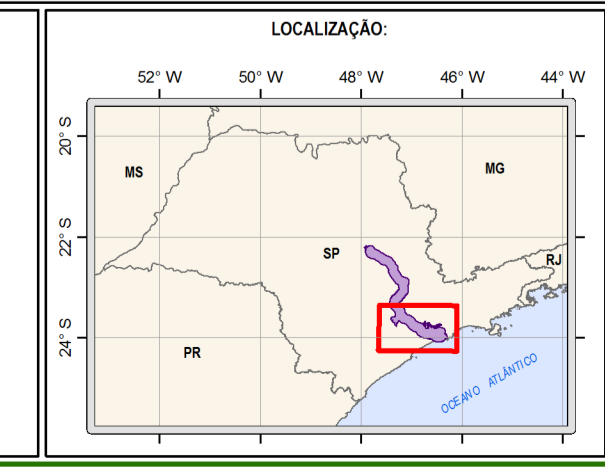 LOCALIZAÇÃO:
52° W 50° W 48° W 46° W 44° W
20° S
MS
MG
22° S
SP
RJ
24° S
PR
OCEANO ATLÂNTICO